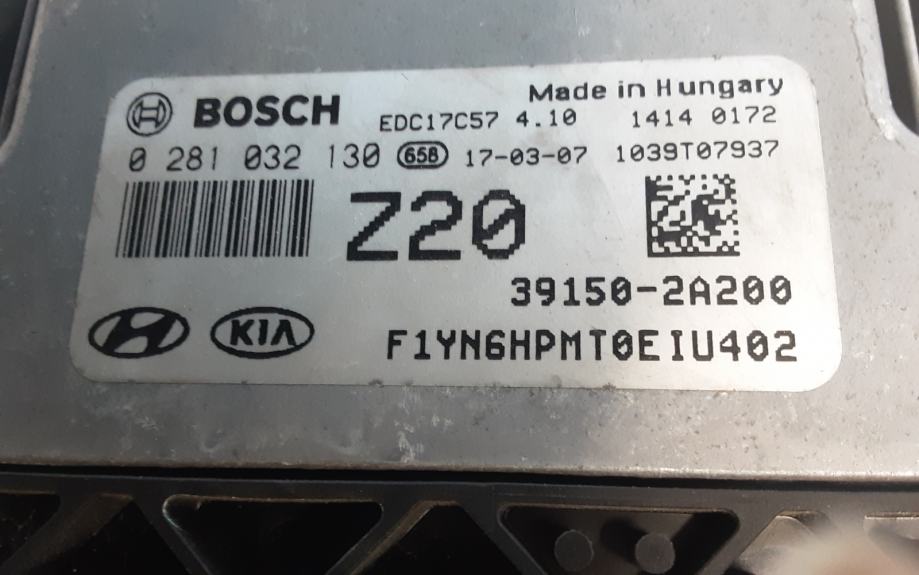 BOSCH EDC17C57 4.10 Made in Hungary 1414 0172
0 281 032 130 658 17-03-07 1039T07937
Z20
39150-2A200
KIA F1YN6HPMT0EIU402